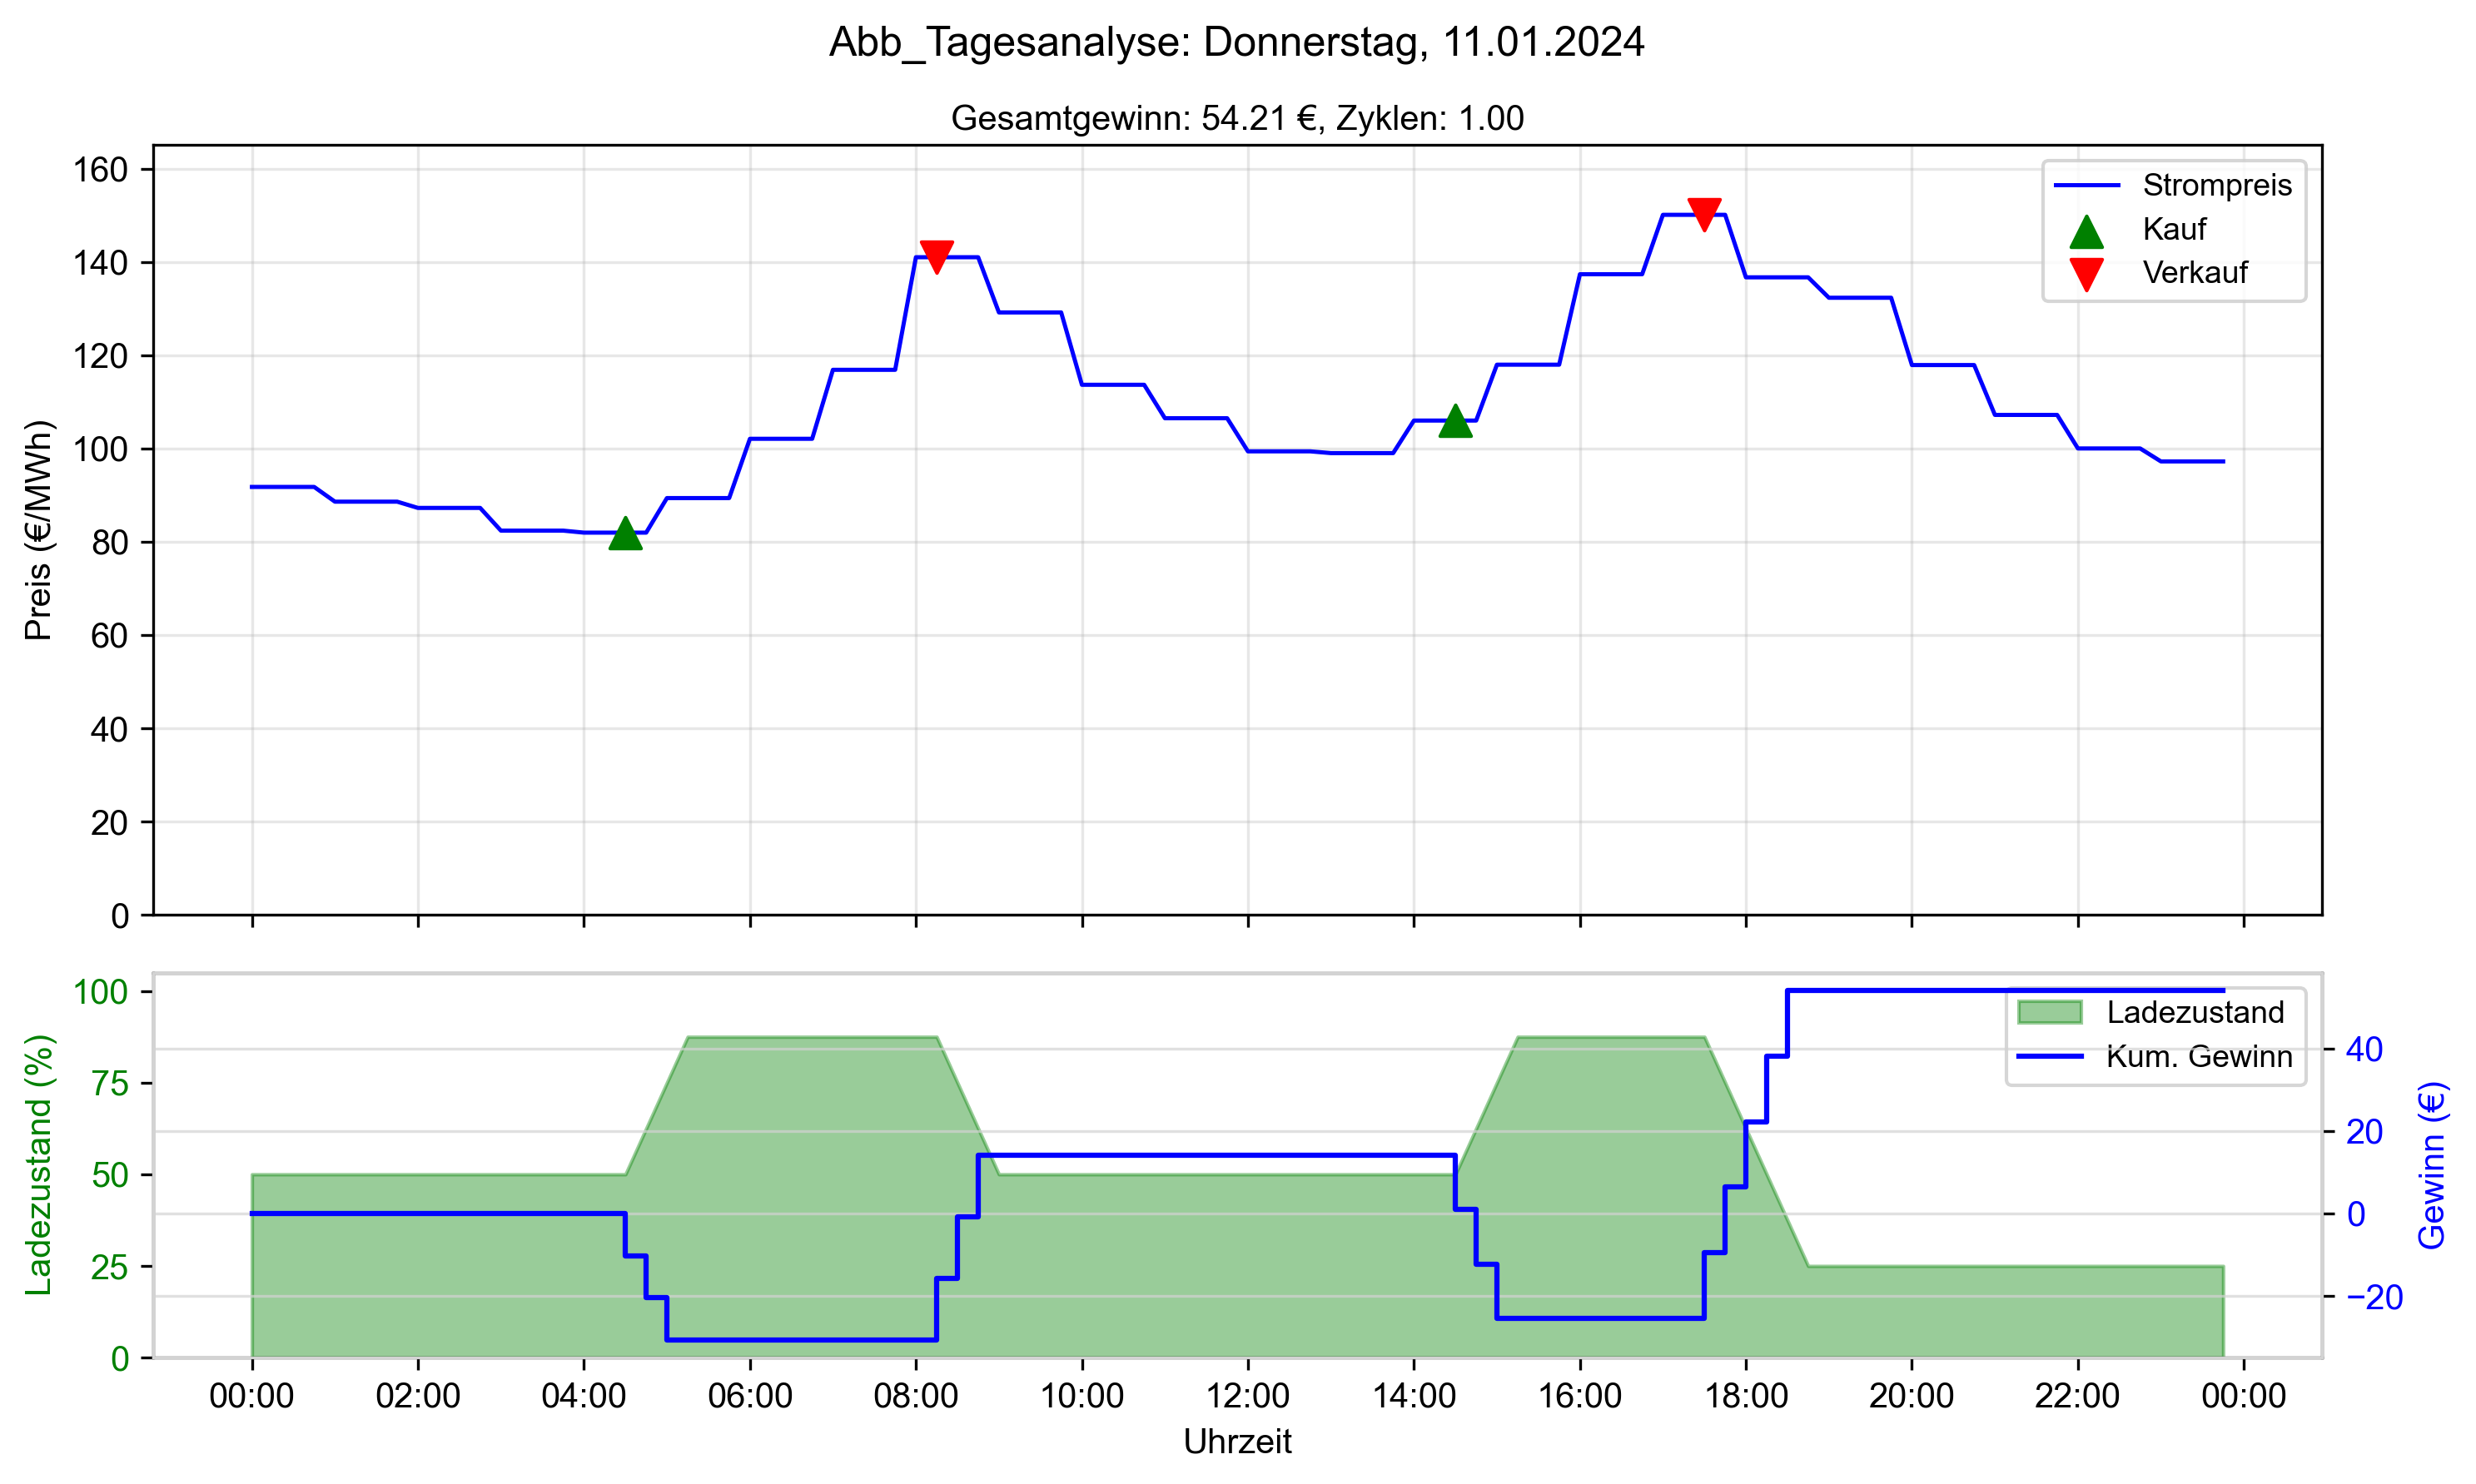 Abb_Tagesanalyse: Donnerstag, 11.01.2024
Gesamtgewinn: 54.21 €, Zyklen: 1.00
Preis (€/MWh)
160
140
120
100
80
60
40
20
0
Strompreis
Kauf
Verkauf
Ladezustand (%)
100
75
50
25
0
Ladezustand
Kum. Gewinn
40
20
0
−20
Gewinn (€)
00:00 02:00 04:00 06:00 08:00 10:00 12:00 14:00 16:00 18:00 20:00 22:00 00:00
Uhrzeit